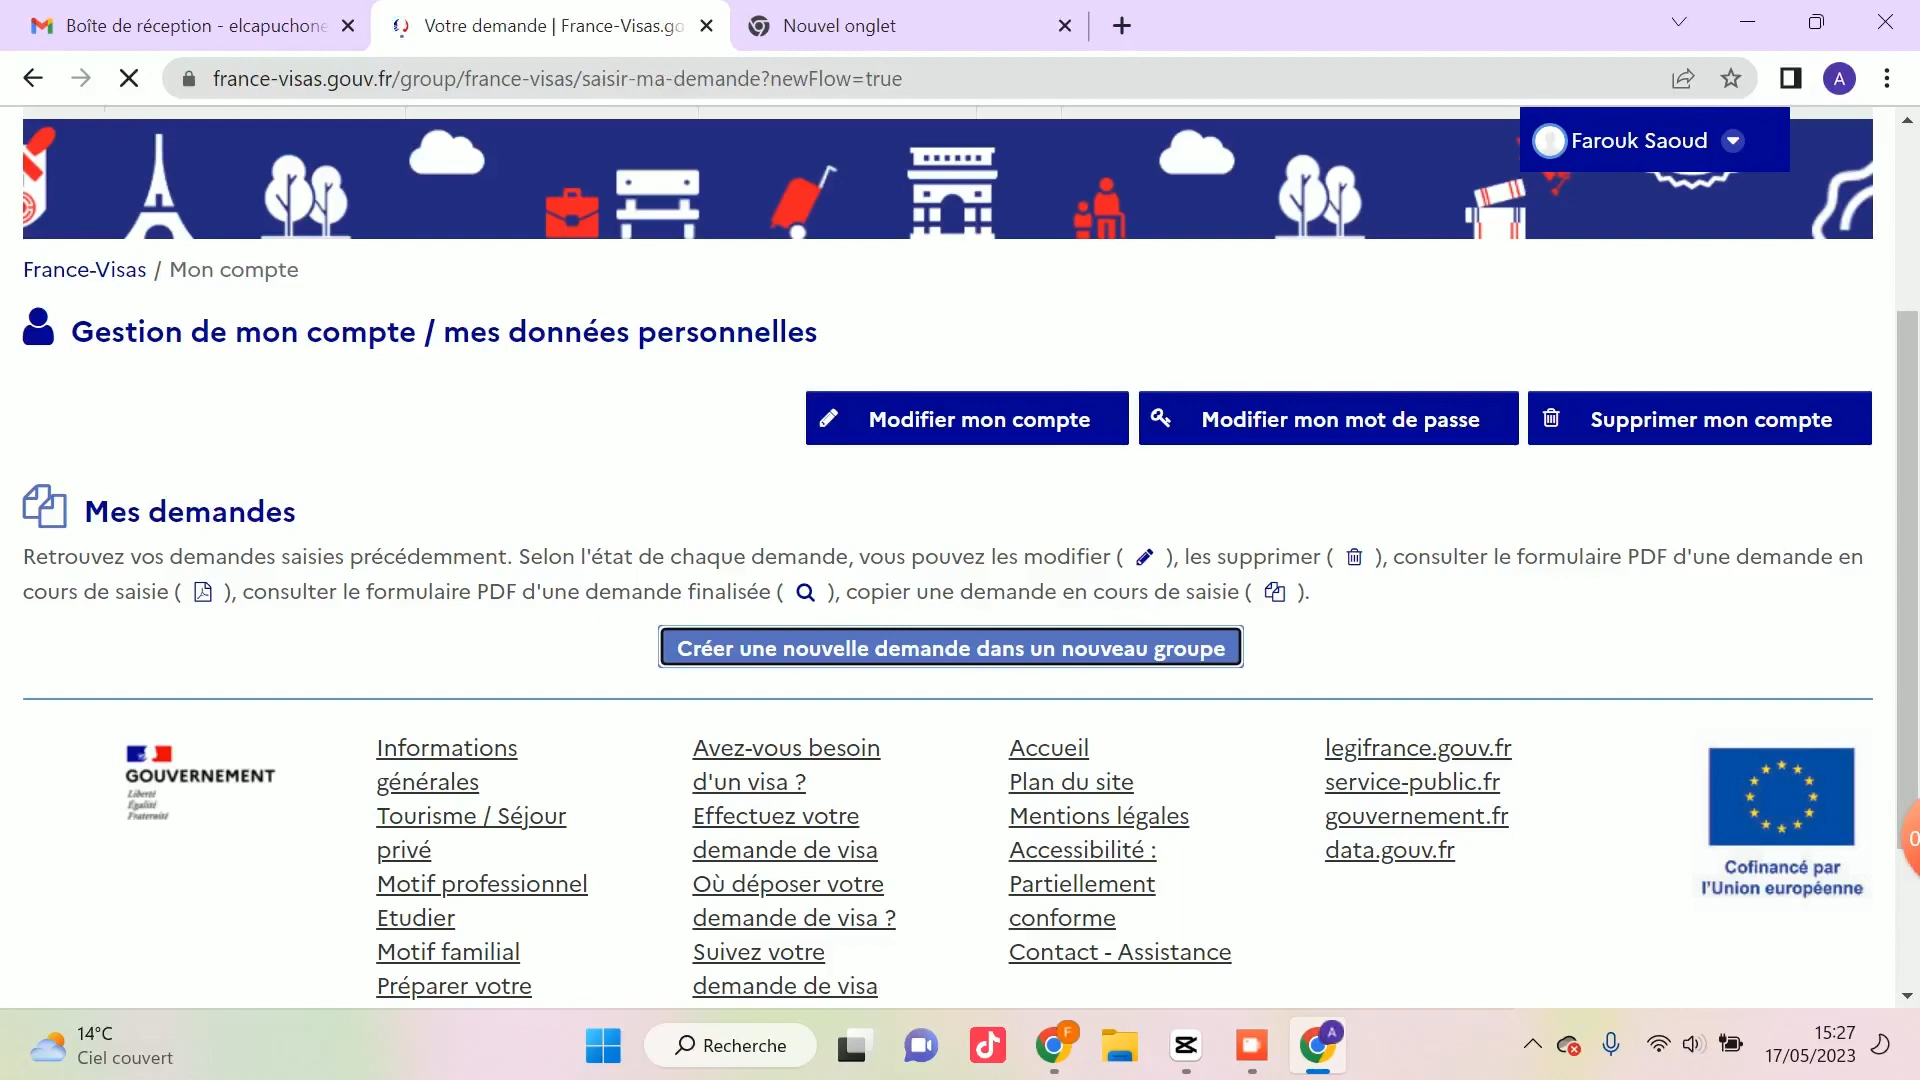 Boîte de réception - elcapuchone
Votre demande | France-Visas.go
Nouvel onglet
france-visas.gouv.fr/group/france-visas/saisir-ma-demande?newFlow=true
A
Farouk Saoud
France-Visas / Mon compte
Gestion de mon compte / mes données personnelles
Modifier mon compte
Modifier mon mot de passe
Supprimer mon compte
Mes demandes
Retrouvez vos demandes saisies précédemment. Selon l'état de chaque demande, vous pouvez les modifier ( ), les supprimer ( ), consulter le formulaire PDF d'une demande en
cours de saisie ( ), consulter le formulaire PDF d'une demande finalisée ( ), copier une demande en cours de saisie ( ).
Créer une nouvelle demande dans un nouveau groupe
GOUVERNEMENT
Liberté
Égalité
Fraternité
Informations
générales
Tourisme / Séjour
privé
Motif professionnel
Etudier
Motif familial
Préparer votre
Avez-vous besoin
d'un visa ?
Effectuez votre
demande de visa
Où déposer votre
demande de visa ?
Suivez votre
demande de visa
Accueil
Plan du site
Mentions légales
Accessibilité :
Partiellement
conforme
Contact - Assistance
legifrance.gouv.fr
service-public.fr
gouvernement.fr
data.gouv.fr
Cofinancé par
l'Union européenne
0
14°C
Ciel couvert
Recherche
F
A
15:27
17/05/2023